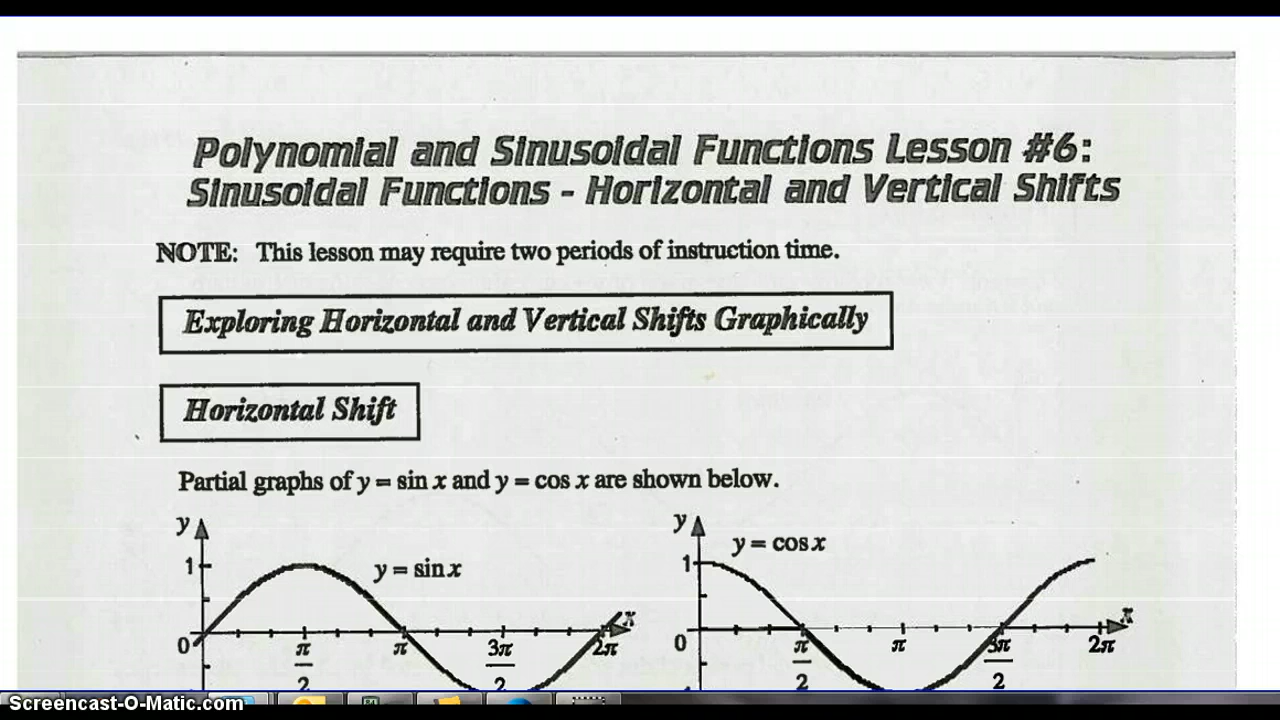 Polynomial and Sinusoidal Functions Lesson #6:
Sinusoidal Functions - Horizontal and Vertical Shifts
NOTE: This lesson may require two periods of instruction time.
Exploring Horizontal and Vertical Shifts Graphically
Horizontal Shift
Partial graphs of y = sin x and y = cos x are shown below.
y
1
y = sin x
x
0
π/2
π
3π/2
2π
y
1
y = cos x
x
0
π/2
π
3π/2
2π
Screencast-O-Matic.com